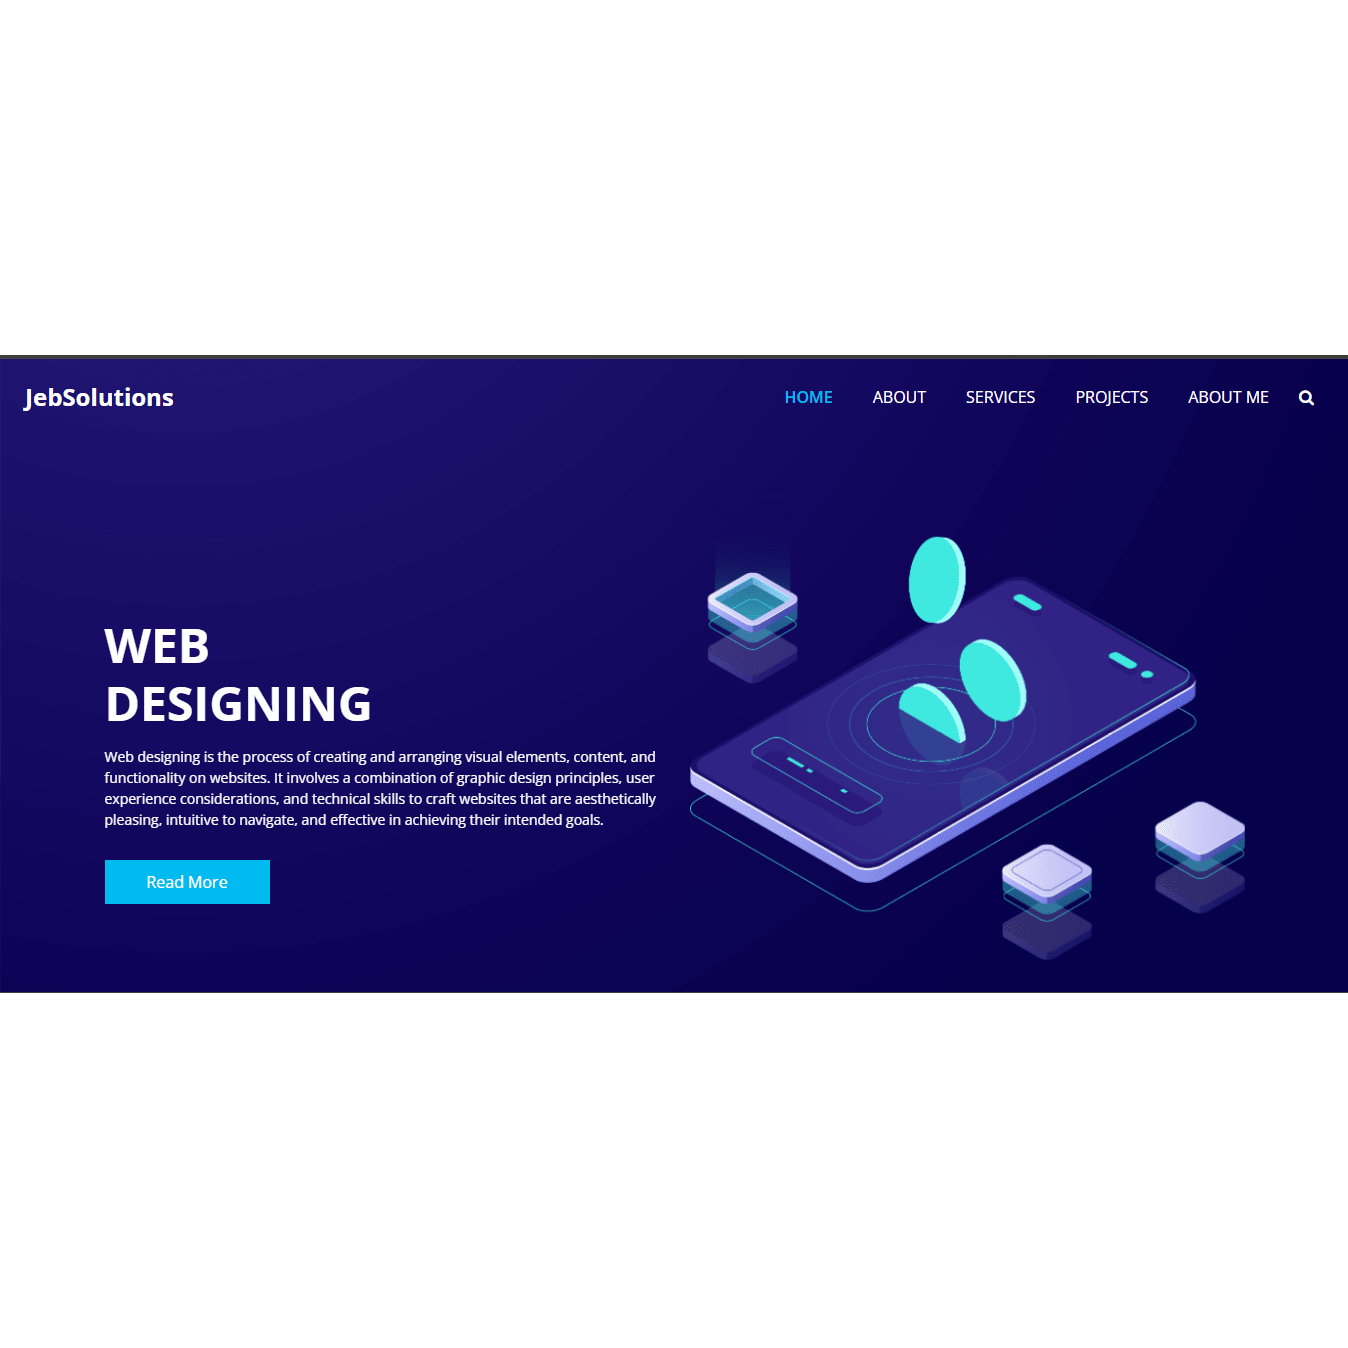 JebSolutions
HOME ABOUT SERVICES PROJECTS ABOUT ME
WEB
DESIGNING
Web designing is the process of creating and arranging visual elements, content, and
functionality on websites. It involves a combination of graphic design principles, user
experience considerations, and technical skills to craft websites that are aesthetically
pleasing, intuitive to navigate, and effective in achieving their intended goals.
Read More